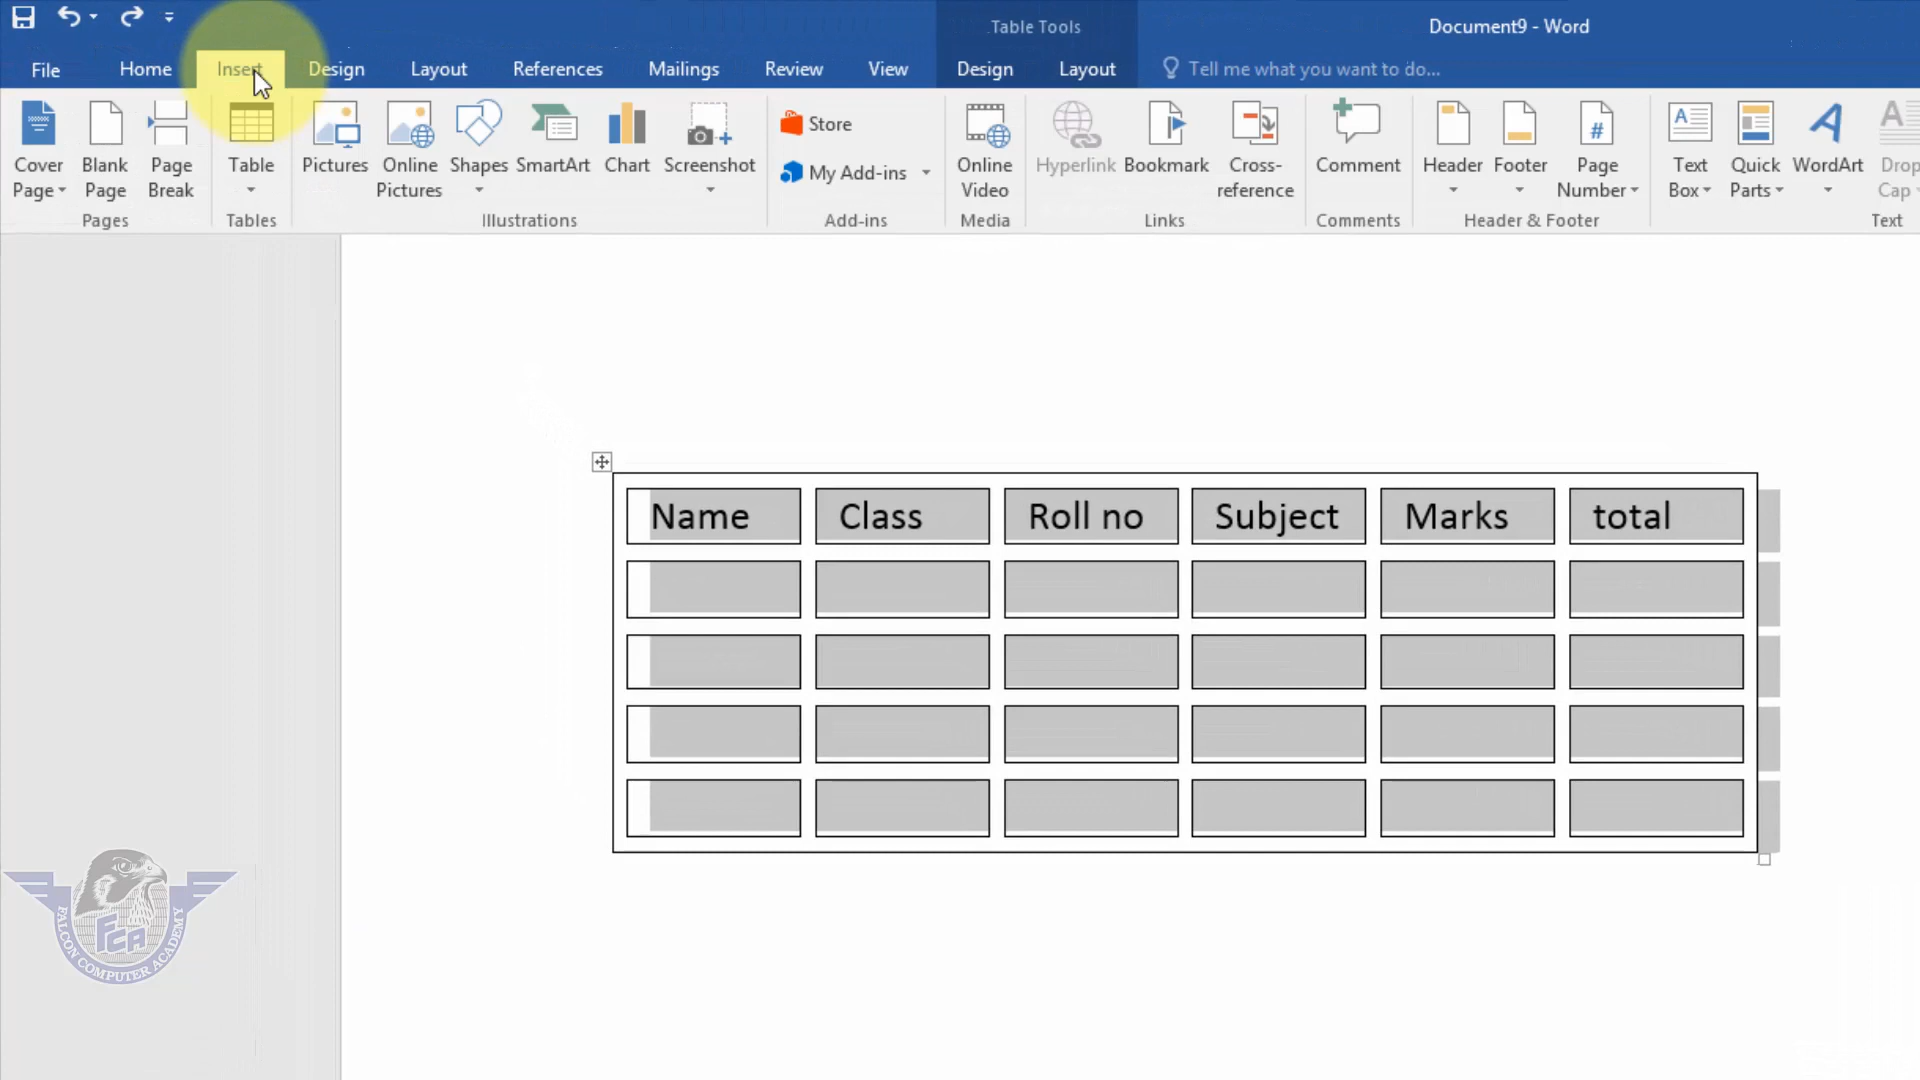 Table Tools
Document9 - Word
File Home Insert Design Layout References Mailings Review View Design Layout Tell me what you want to do...
Cover Page
Blank Page
Page Break
Table
Pictures
Online Pictures
Shapes
SmartArt
Chart
Screenshot
Store
My Add-ins
Online Video
Hyperlink
Bookmark
Cross-reference
Comment
Header
Footer
Page Number
Text Box
Quick Parts
WordArt
Drop Cap
Pages Tables Illustrations Add-ins Media Links Comments Header & Footer Text
Name Class Roll no Subject Marks total
FCA
FALCON COMPUTER ACADEMY